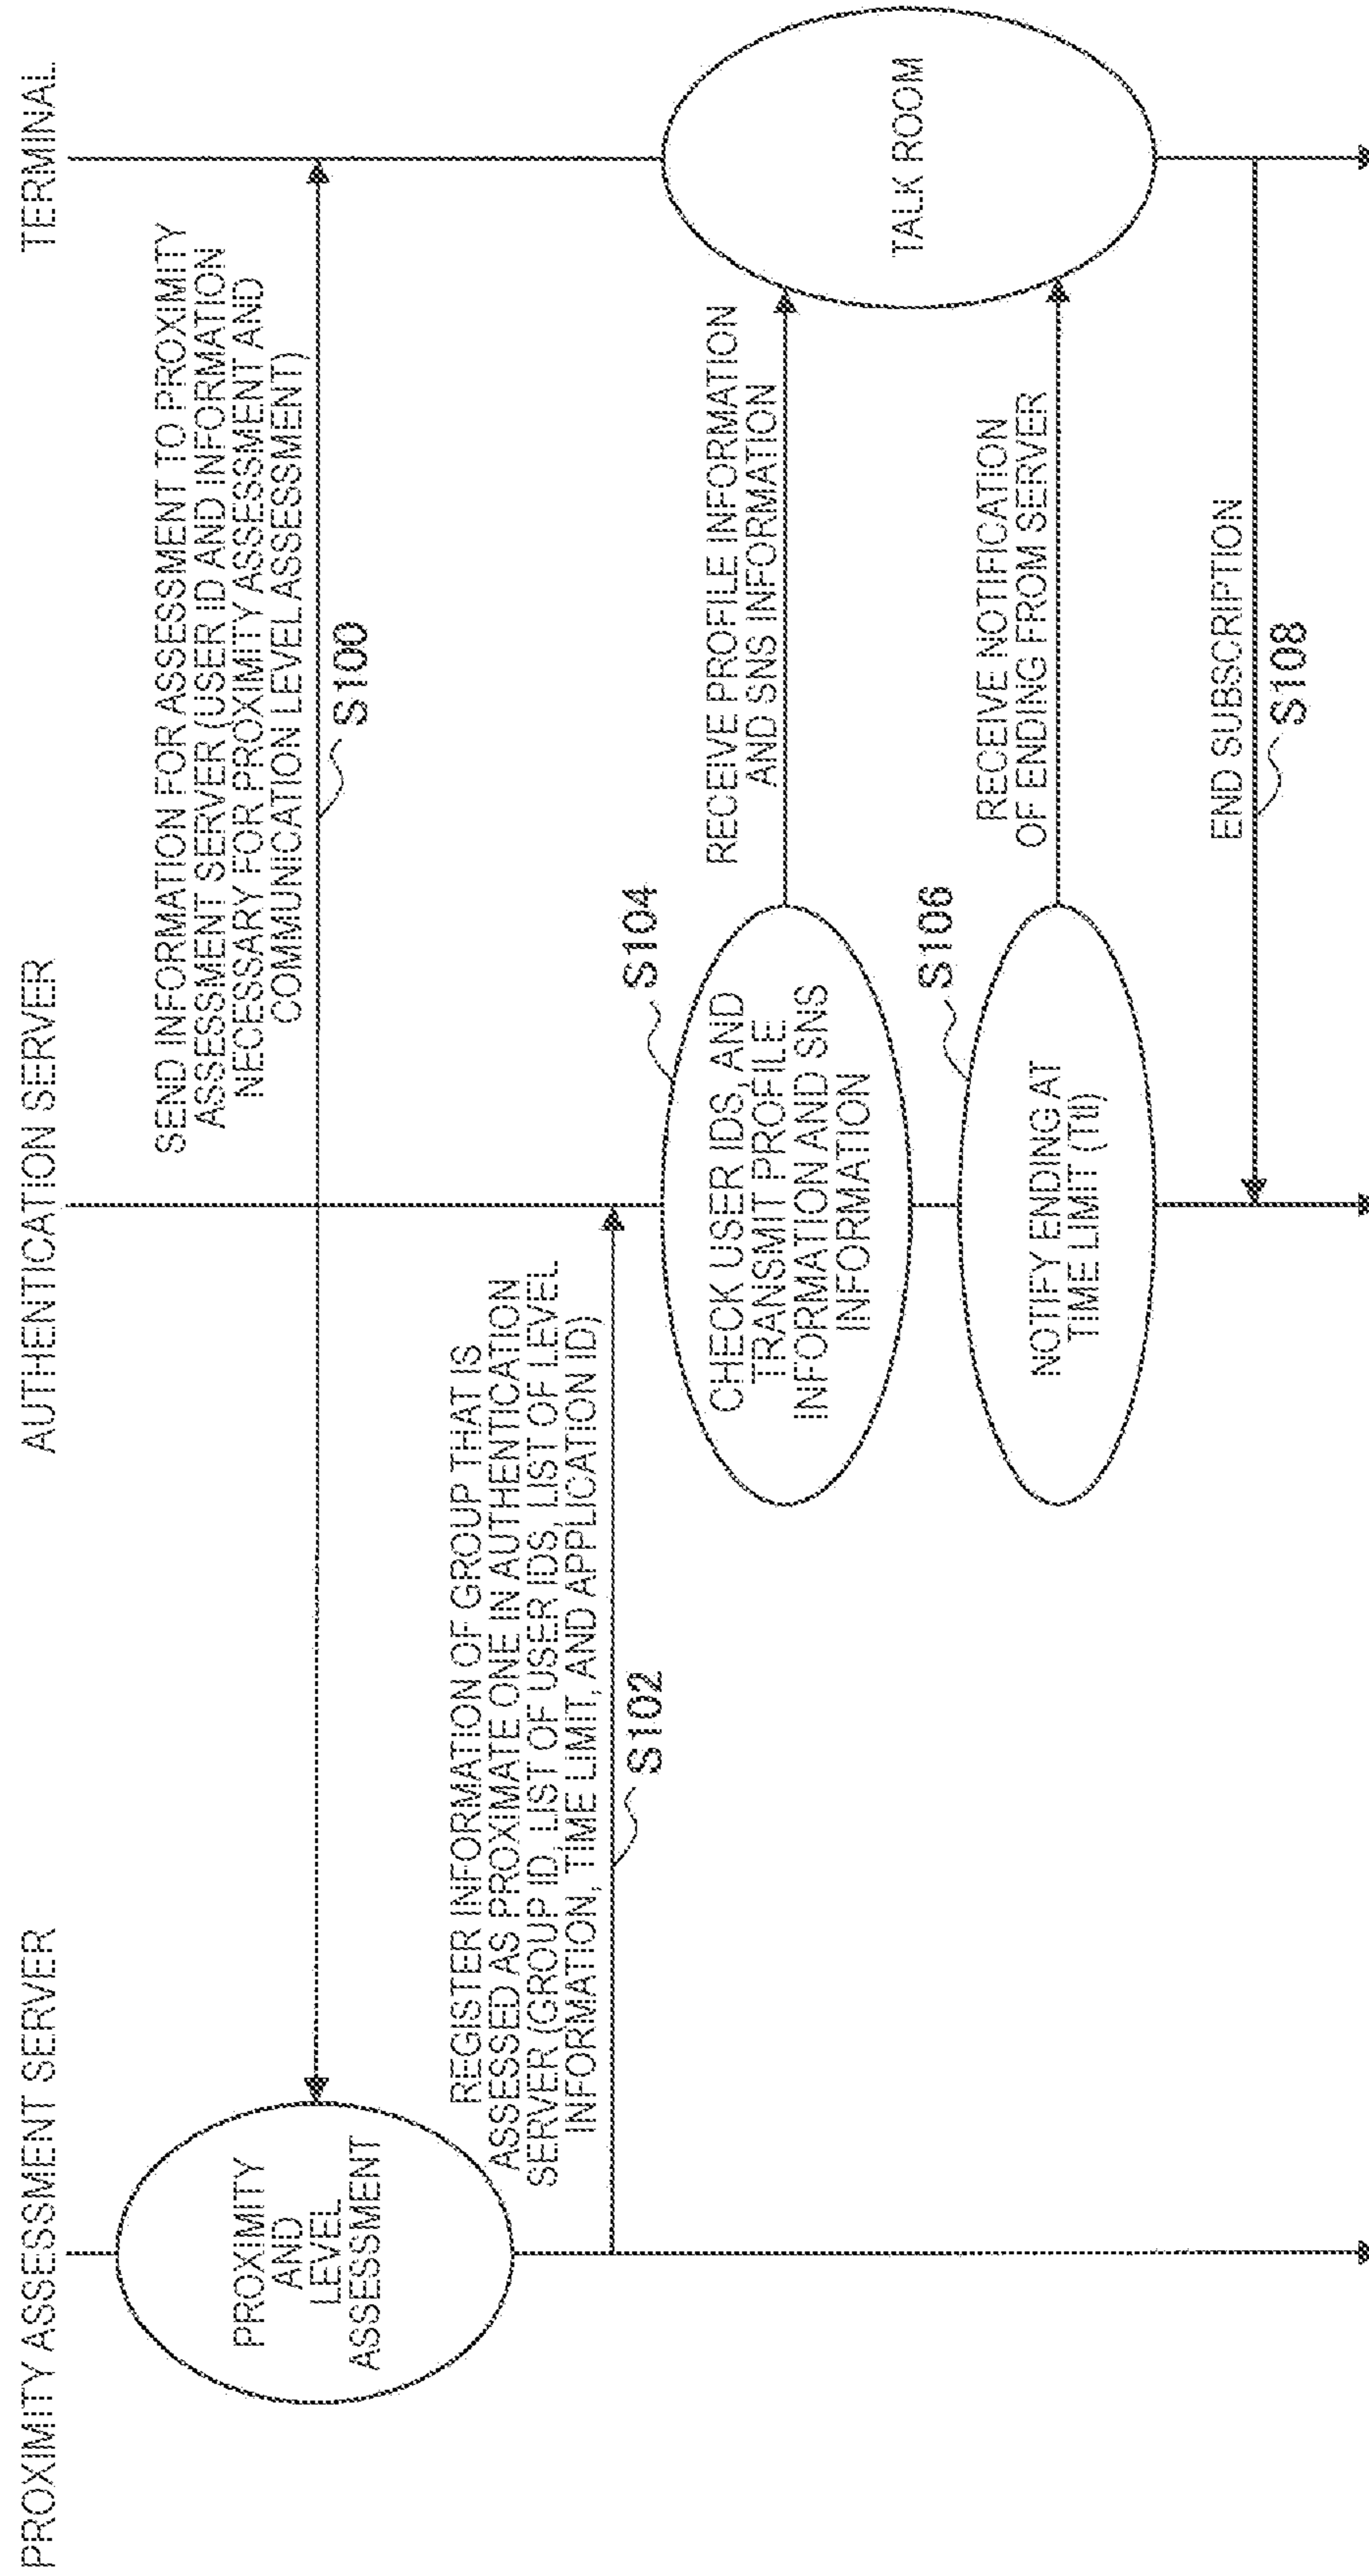 PROXIMITY ASSESSMENT SERVER
AUTHENTICATION SERVER
TERMINAL
PROXIMITY
AND
LEVEL
ASSESSMENT
SEND INFORMATION FOR ASSESSMENT TO PROXIMITY
ASSESSMENT SERVER (USER ID AND INFORMATION
NECESSARY FOR PROXIMITY ASSESSMENT AND
COMMUNICATION LEVEL ASSESSMENT)
S100
REGISTER INFORMATION OF GROUP THAT IS
ASSESSED AS PROXIMATE ONE IN AUTHENTICATION
SERVER (GROUP ID, LIST OF USER IDS, LIST OF LEVEL
INFORMATION, TIME LIMIT, AND APPLICATION ID)
S102
S104
CHECK USER IDS, AND
TRANSMIT PROFILE
INFORMATION AND SNS
INFORMATION
RECEIVE PROFILE INFORMATION
AND SNS INFORMATION
TALK ROOM
S106
NOTIFY ENDING AT
TIME LIMIT (Ttl)
RECEIVE NOTIFICATION
OF ENDING FROM SERVER
END SUBSCRIPTION
S108